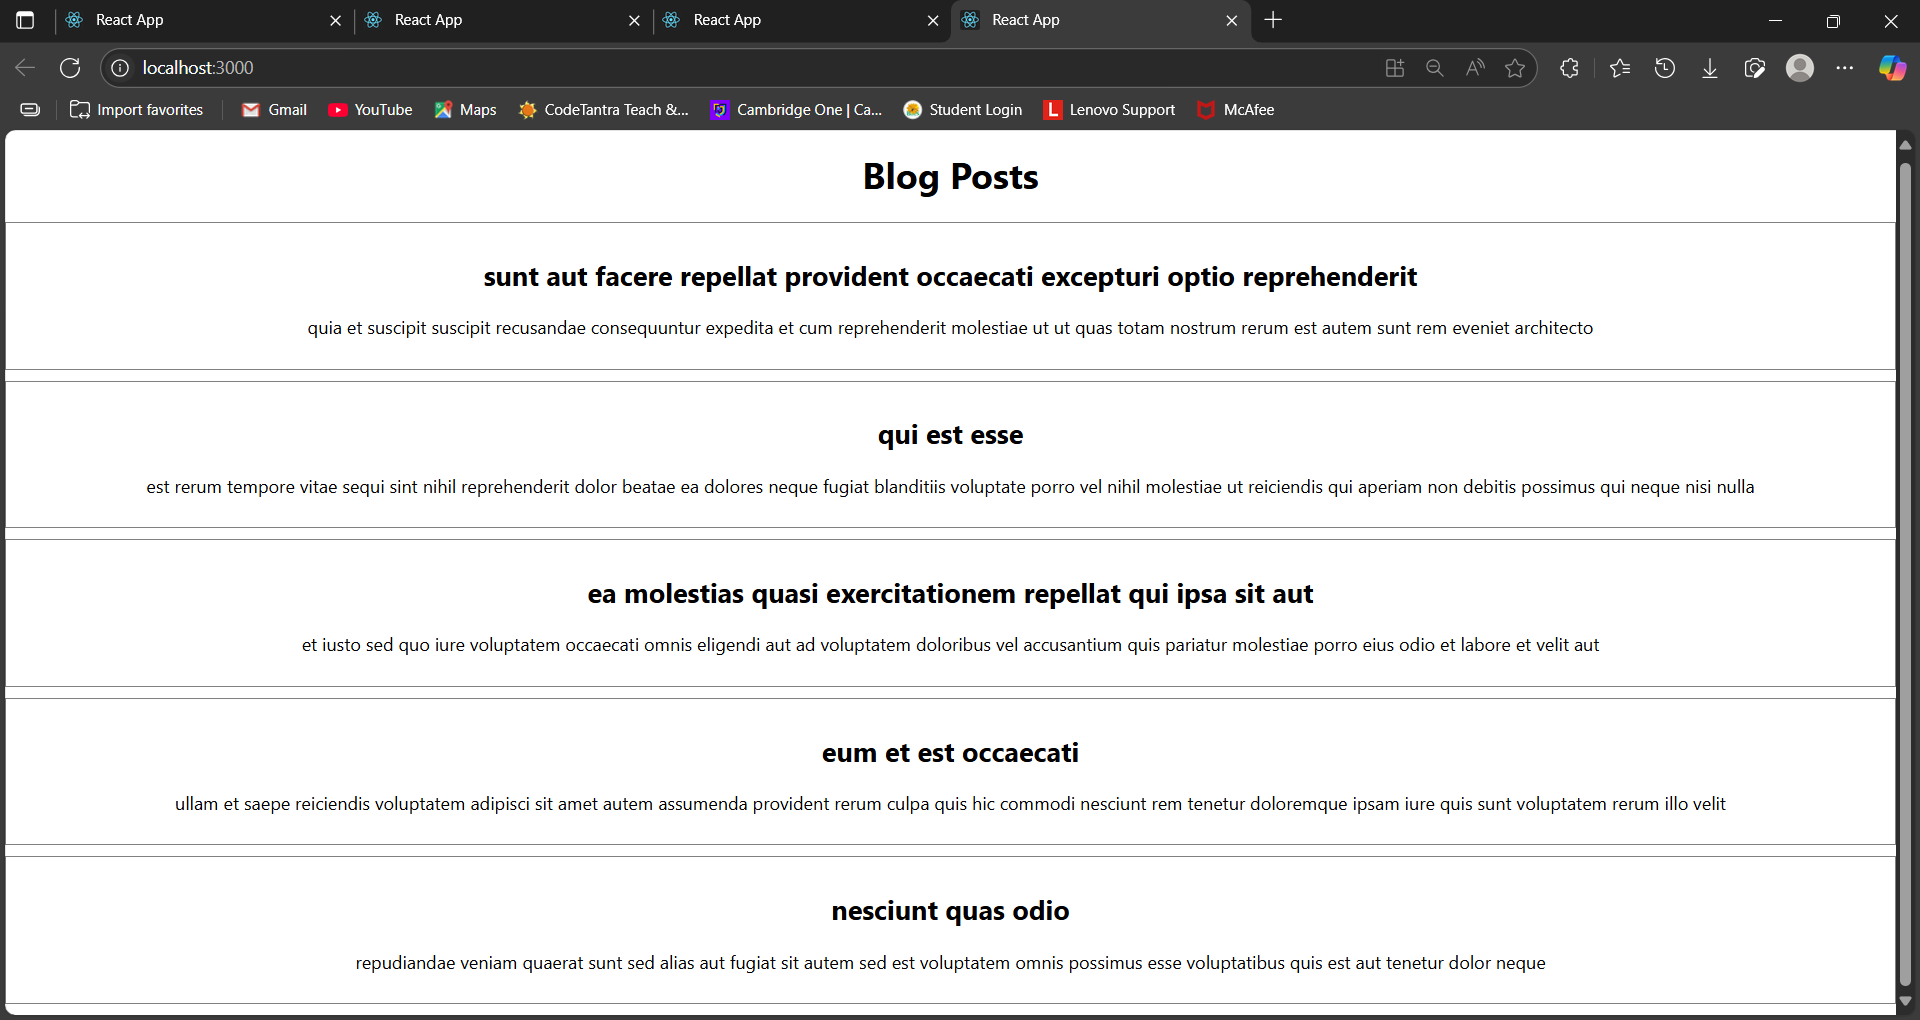 React App
React App
React App
React App
localhost:3000
Import favorites
Gmail
YouTube
Maps
CodeTantra Teach &...
Cambridge One | Ca...
Student Login
Lenovo Support
McAfee
Blog Posts
sunt aut facere repellat provident occaecati excepturi optio reprehenderit
quia et suscipit suscipit recusandae consequuntur expedita et cum reprehenderit molestiae ut ut quas totam nostrum rerum est autem sunt rem eveniet architecto
qui est esse
est rerum tempore vitae sequi sint nihil reprehenderit dolor beatae ea dolores neque fugiat blanditiis voluptate porro vel nihil molestiae ut reiciendis qui aperiam non debitis possimus qui neque nisi nulla
ea molestias quasi exercitationem repellat qui ipsa sit aut
et iusto sed quo iure voluptatem occaecati omnis eligendi aut ad voluptatem doloribus vel accusantium quis pariatur molestiae porro eius odio et labore et velit aut
eum et est occaecati
ullam et saepe reiciendis voluptatem adipisci sit amet autem assumenda provident rerum culpa quis hic commodi nesciunt rem tenetur doloremque ipsam iure quis sunt voluptatem rerum illo velit
nesciunt quas odio
repudiandae veniam quaerat sunt sed alias aut fugiat sit autem sed est voluptatem omnis possimus esse voluptatibus quis est aut tenetur dolor neque